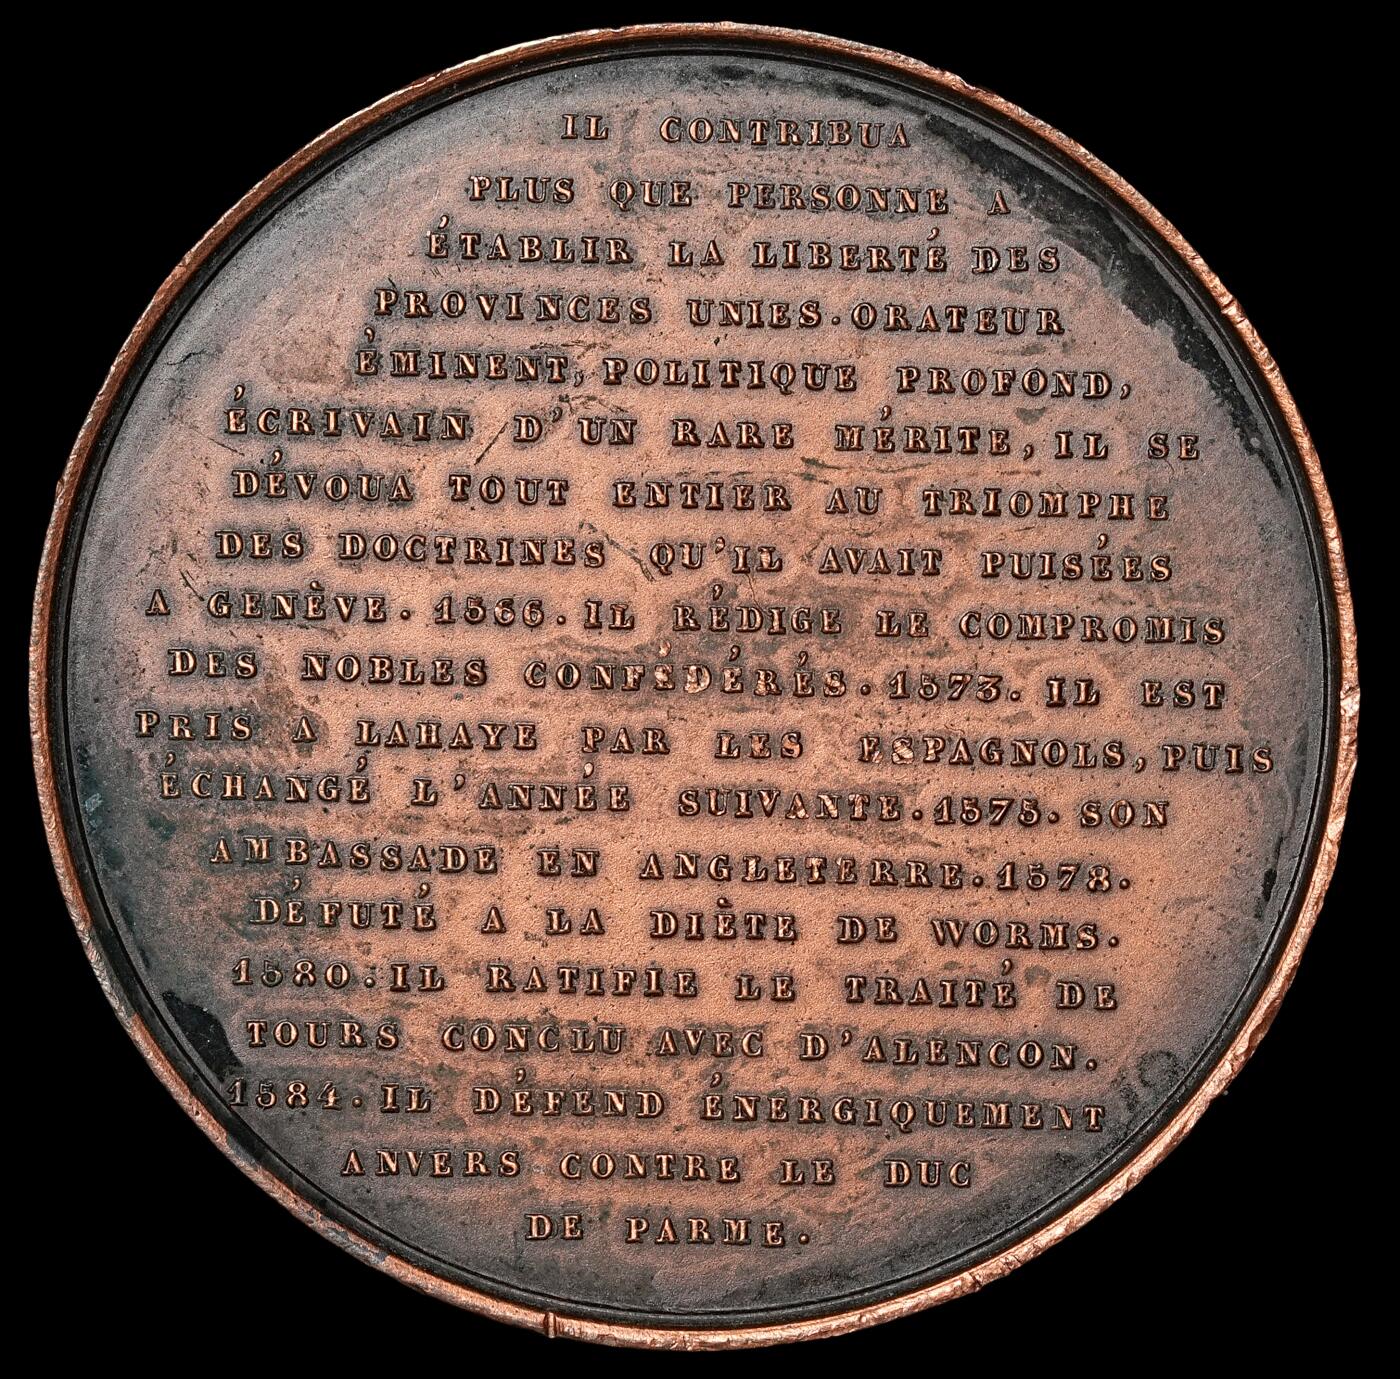 IL CONTRIBUA
PLUS QUE PERSONNE A
ÉTABLIR LA LIBERTÉ DES
PROVINCES UNIES. ORATEUR
ÉMINENT, POLITIQUE PROFOND,
ÉCRIVAIN D'UN RARE MÉRITE, IL SE
DÉVOUA TOUT ENTIER AU TRIOMPHE
DES DOCTRINES QU'IL AVAIT PUISÉES
A GENÈVE. 1566. IL RÉDIGE LE COMPROMIS
DES NOBLES CONFÉDÉRÉS. 1573. IL EST
PRIS A LAHAYE PAR LES ESPAGNOLS, PUIS
ÉCHANGÉ L'ANNÉE SUIVANTE. 1575. SON
AMBASSADE EN ANGLETERRE. 1578.
DÉFUTÉ A LA DIÈTE DE WORMS.
1580. IL RATIFIE LE TRAITÉ DE
TOURS CONCLU AVEC D'ALENCON.
1584. IL DÉFEND ÉNERGIQUEMENT
ANVERS CONTRE LE DUC
DE PARME.